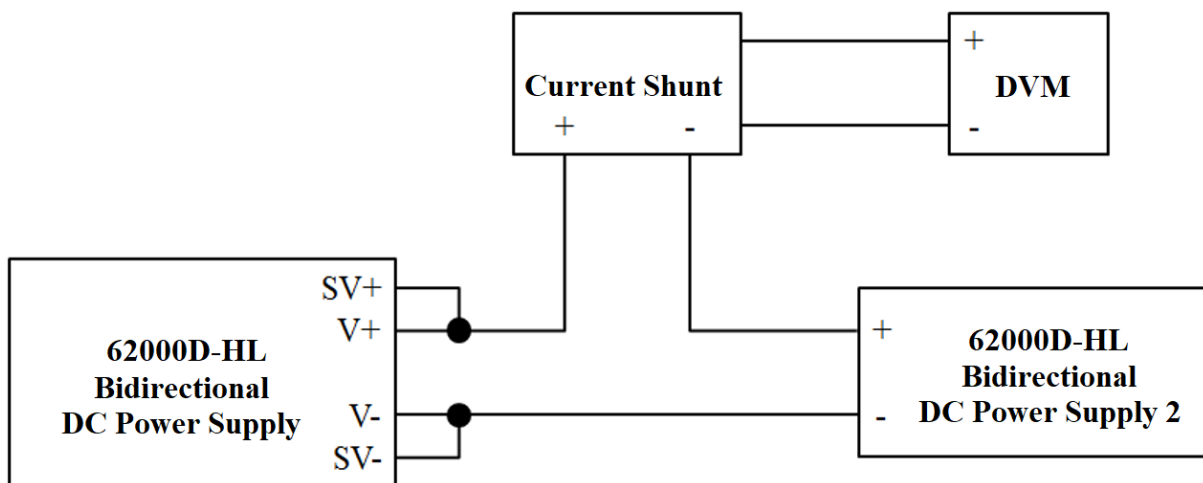 Current Shunt
+ -
+
DVM
-
SV+
V+
62000D-HL
Bidirectional
DC Power Supply
V-
SV-
+
62000D-HL
Bidirectional
DC Power Supply 2
-